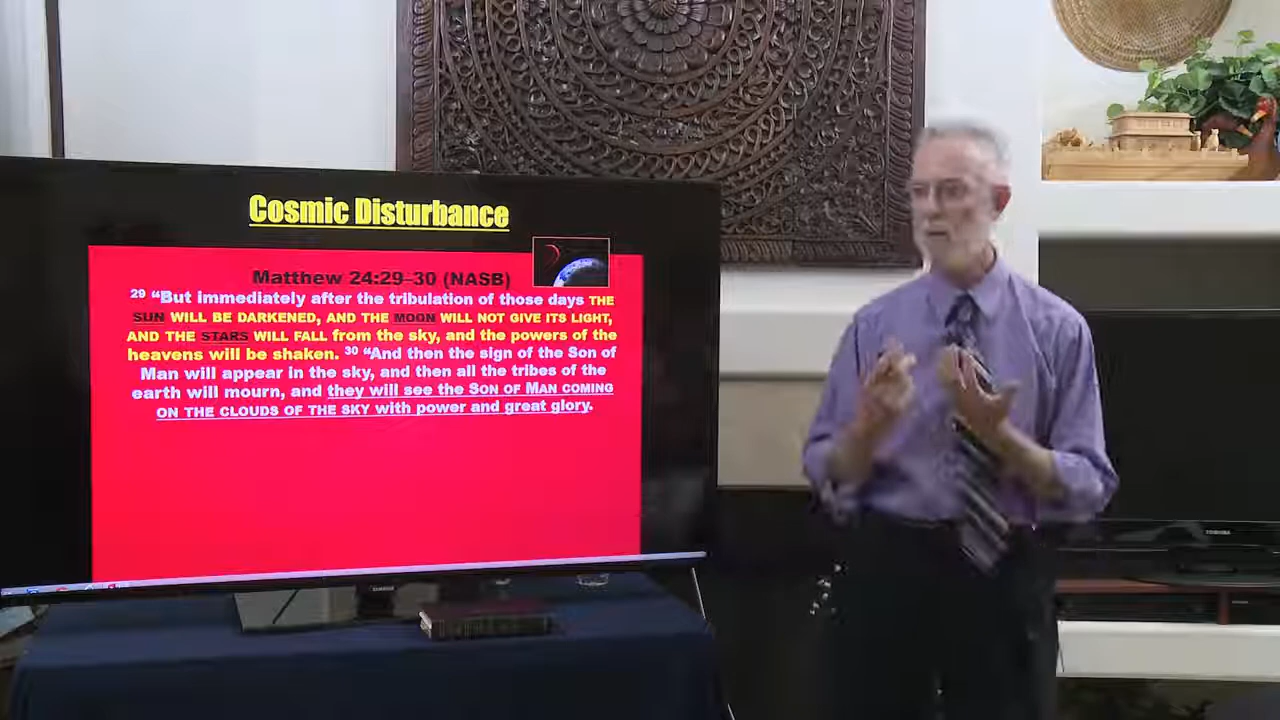 Cosmic Disturbance
Matthew 24:29–30 (NASB)
29 “But immediately after the tribulation of those days THE
SUN WILL BE DARKENED, AND THE MOON WILL NOT GIVE ITS LIGHT,
AND THE STARS WILL FALL from the sky, and the powers of the
heavens will be shaken. 30 “And then the sign of the Son of
Man will appear in the sky, and then all the tribes of the
earth will mourn, and they will see the SON OF MAN COMING
ON THE CLOUDS OF THE SKY with power and great glory.
SAMSUNG
TOSHIBA